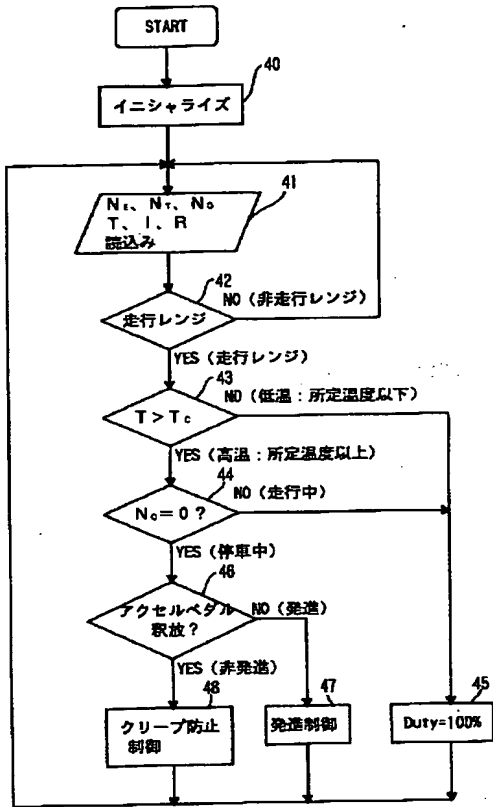 START
40
イニシャライズ
41
NE、NT、NO
T、I、R
読込み
42
走行レンジ
NO(非走行レンジ)
YES(走行レンジ)
43
T>TC
NO(低温:所定温度以下)
YES(高温:所定温度以上)
44
NO=0?
NO(走行中)
YES(停車中)
46
アクセルペダル
釈放?
NO(発進)
YES(非発進)
48
クリープ防止
制御
47
発進制御
45
Duty=100%